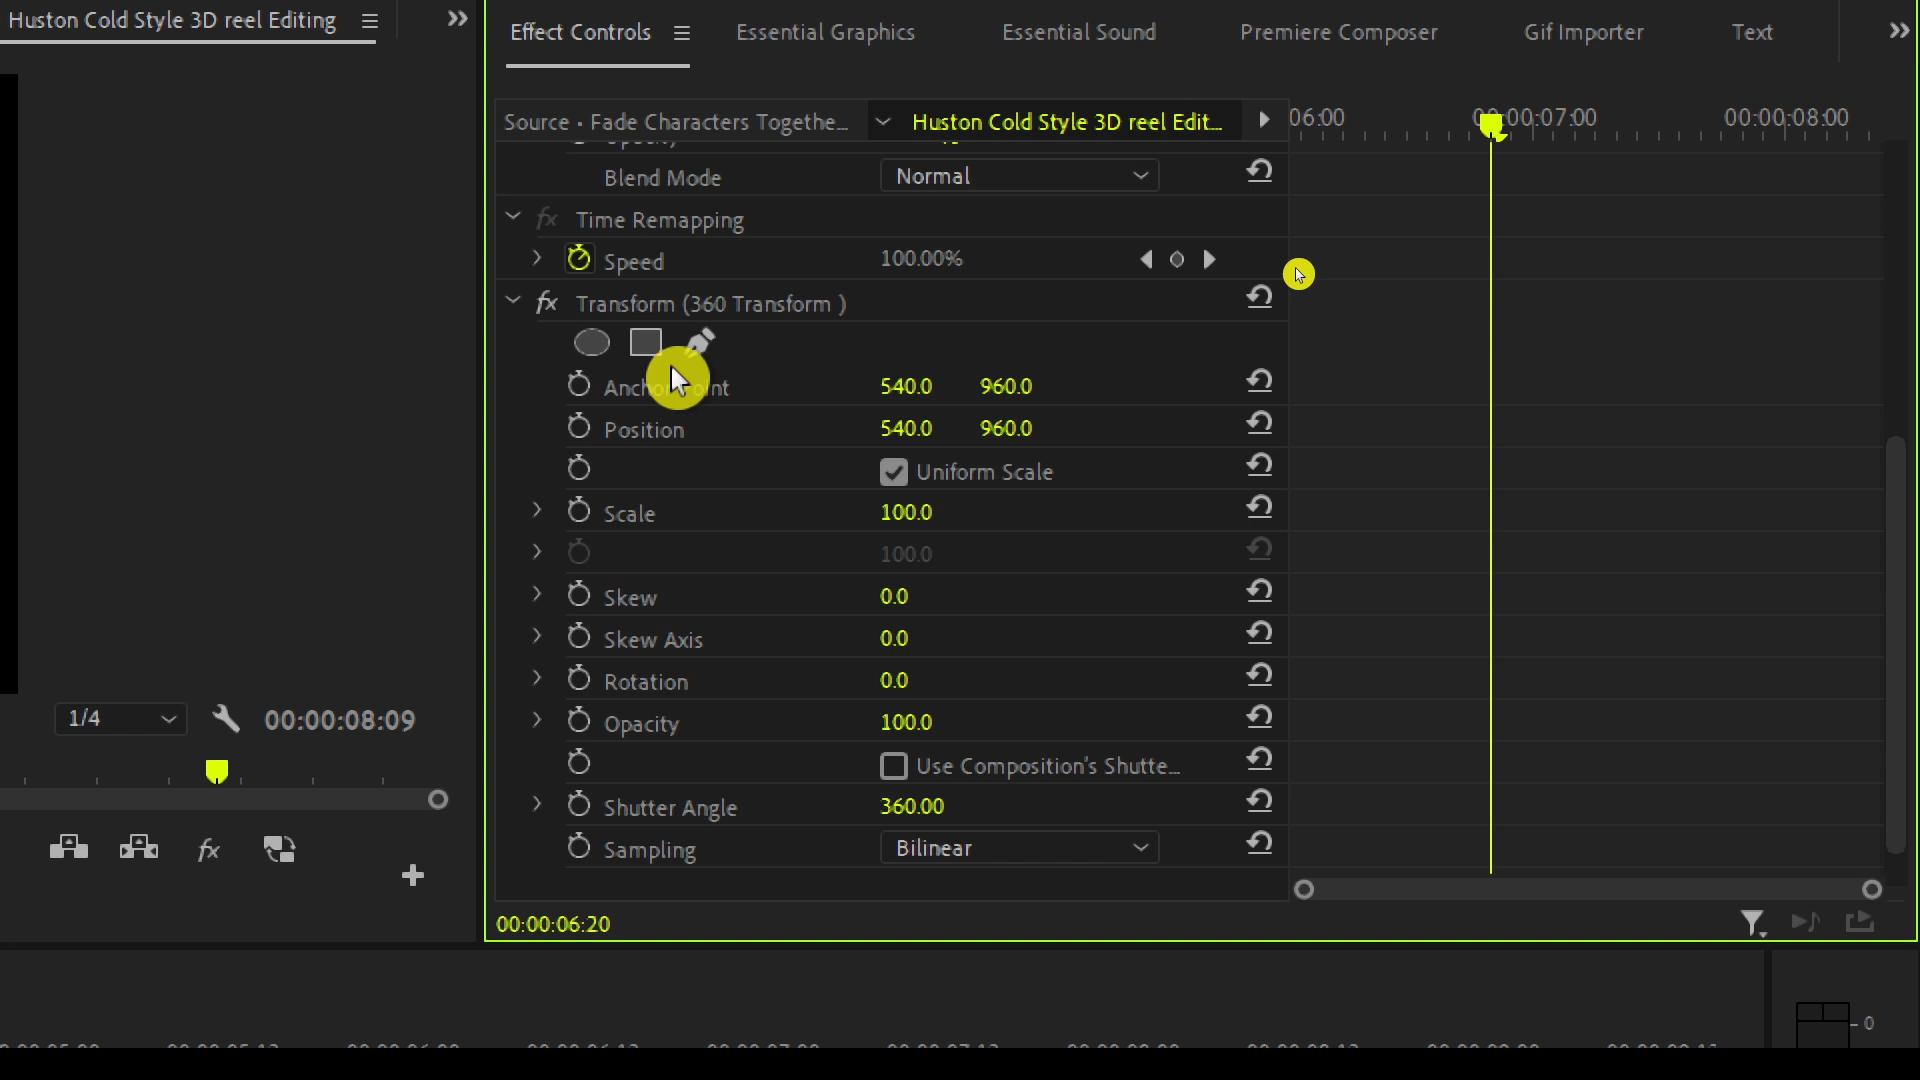 Huston Cold Style 3D reel Editing
Effect Controls Essential Graphics Essential Sound Premiere Composer Gif Importer Text
Source • Fade Characters Togethe... Huston Cold Style 3D reel Edit...
06:00 00:00:07:00 00:00:08:00
Blend Mode Normal
fx Time Remapping
Speed 100.00%
fx Transform (360 Transform )
Anchor Point 540.0 960.0
Position 540.0 960.0
Uniform Scale
Scale 100.0
100.0
Skew 0.0
Skew Axis 0.0
Rotation 0.0
Opacity 100.0
Use Composition's Shutte...
Shutter Angle 360.00
Sampling Bilinear
00:00:06:20
1/4 00:00:08:09
fx
0